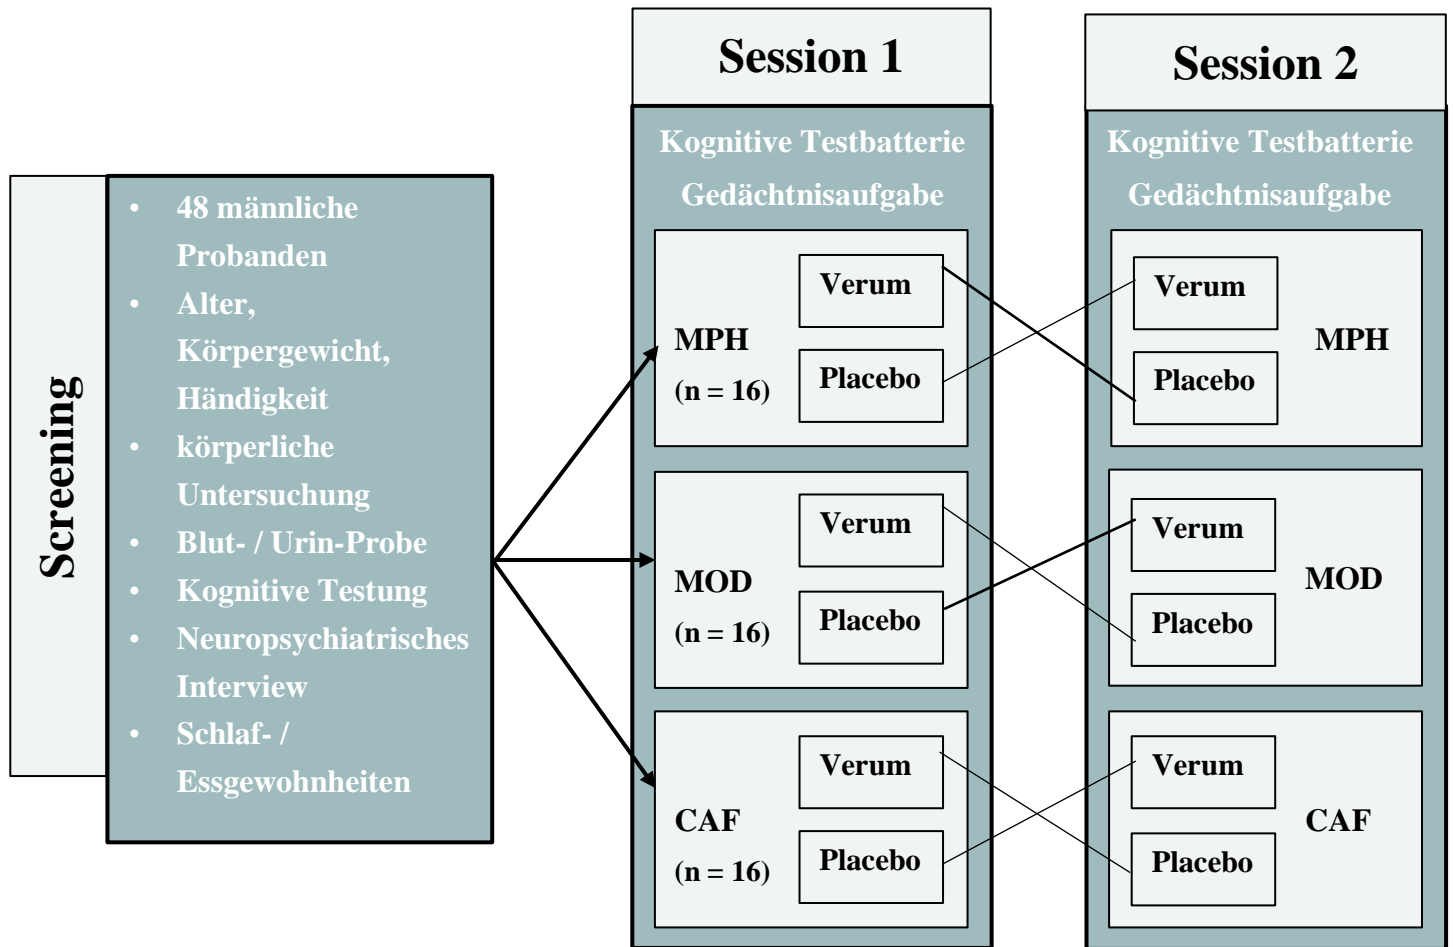 Screening
• 48 männliche
Probanden
• Alter,
Körpergewicht,
Händigkeit
• körperliche
Untersuchung
• Blut- / Urin-Probe
• Kognitive Testung
• Neuropsychiatrisches
Interview
• Schlaf- /
Essgewohnheiten
Session 1
Kognitive Testbatterie
Gedächtnisaufgabe
MPH
(n = 16)
Verum
Placebo
MOD
(n = 16)
Verum
Placebo
CAF
(n = 16)
Verum
Placebo
Session 2
Kognitive Testbatterie
Gedächtnisaufgabe
Verum
Placebo
MPH
Verum
Placebo
MOD
Verum
Placebo
CAF